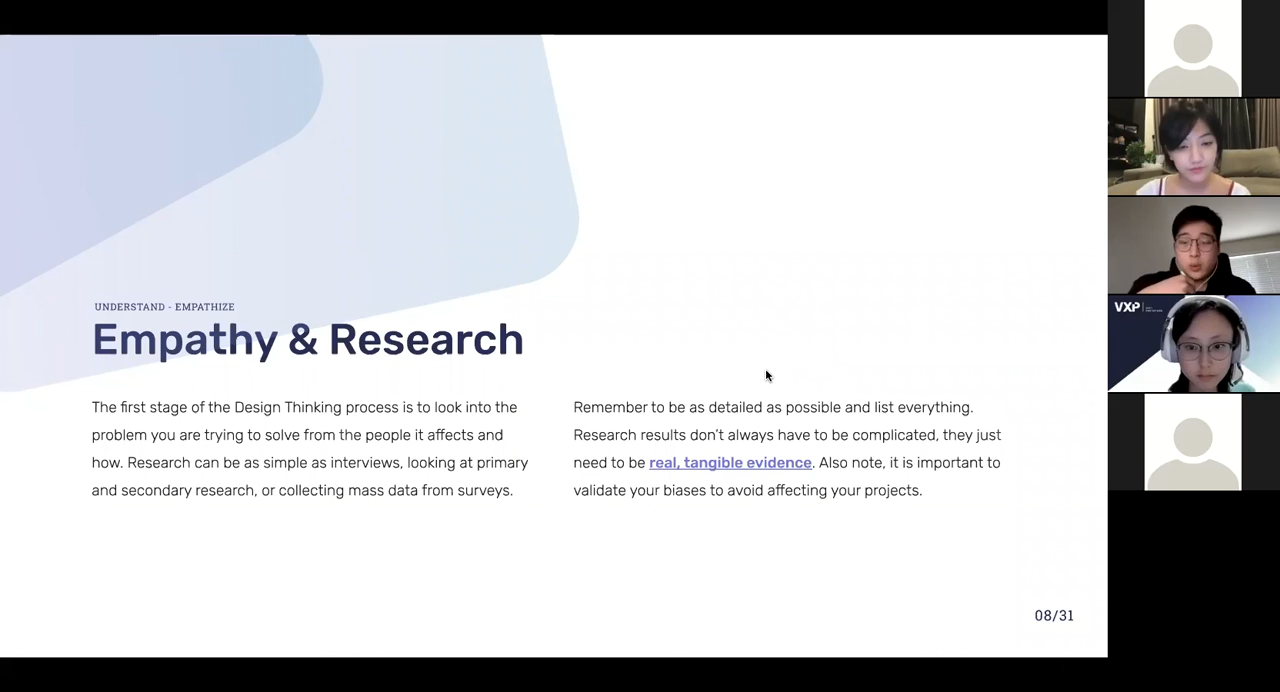 UNDERSTAND - EMPATHIZE
Empathy & Research
The first stage of the Design Thinking process is to look into the
problem you are trying to solve from the people it affects and
how. Research can be as simple as interviews, looking at primary
and secondary research, or collecting mass data from surveys.
Remember to be as detailed as possible and list everything.
Research results don't always have to be complicated, they just
need to be real, tangible evidence. Also note, it is important to
validate your biases to avoid affecting your projects.
08/31
VXP